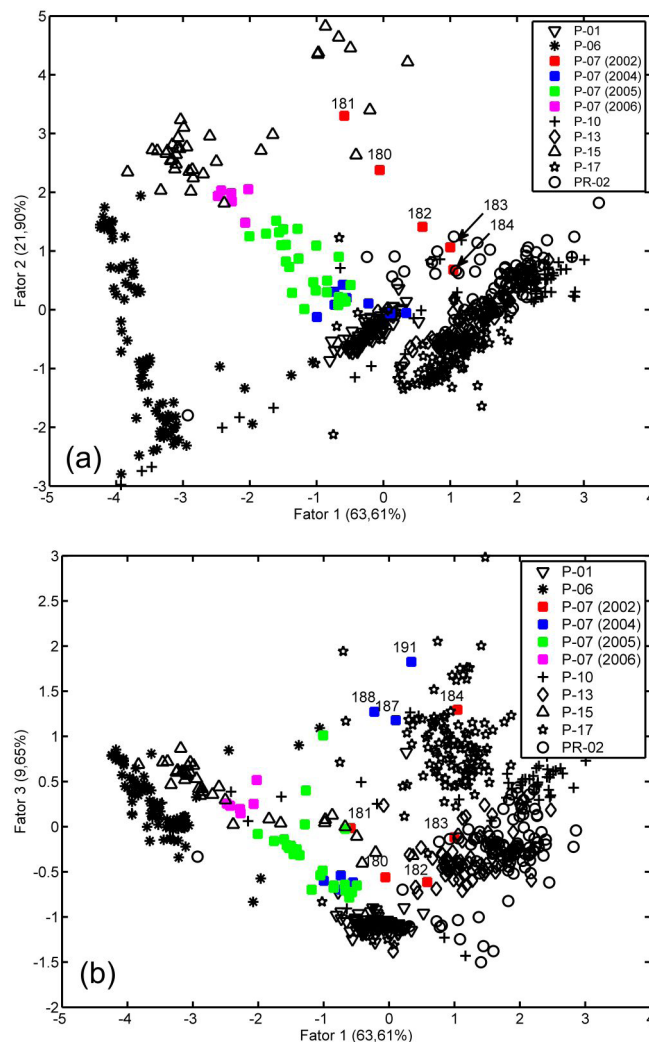 5
4
3
2
1
0
-1
-2
-3
Fator 2 (21,90%)
181
180
182
183
184
P-01
P-06
P-07 (2002)
P-07 (2004)
P-07 (2005)
P-07 (2006)
P-10
P-13
P-15
P-17
PR-02
(a)
-5 -4 -3 -2 -1 0 1 2 3 4
Fator 1 (63,61%)
3
2.5
2
1.5
1
0.5
0
-0.5
-1
-1.5
-2
Fator 3 (9,65%)
191
188
187
184
181
183
180
182
P-01
P-06
P-07 (2002)
P-07 (2004)
P-07 (2005)
P-07 (2006)
P-10
P-13
P-15
P-17
PR-02
(b)
-5 -4 -3 -2 -1 0 1 2 3 4
Fator 1 (63,61%)